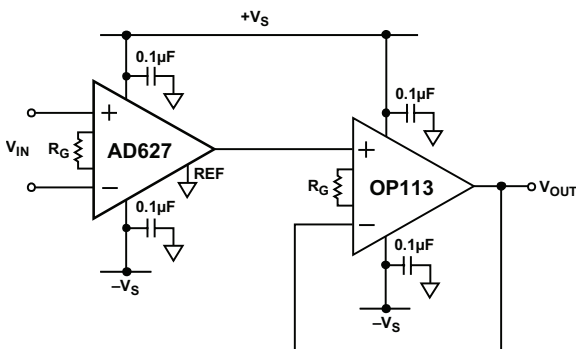 +VS
0.1µF
0.1µF
+
VIN
RG
AD627
–
REF
0.1µF
–VS
+
RG
OP113
–
VOUT
0.1µF
–VS